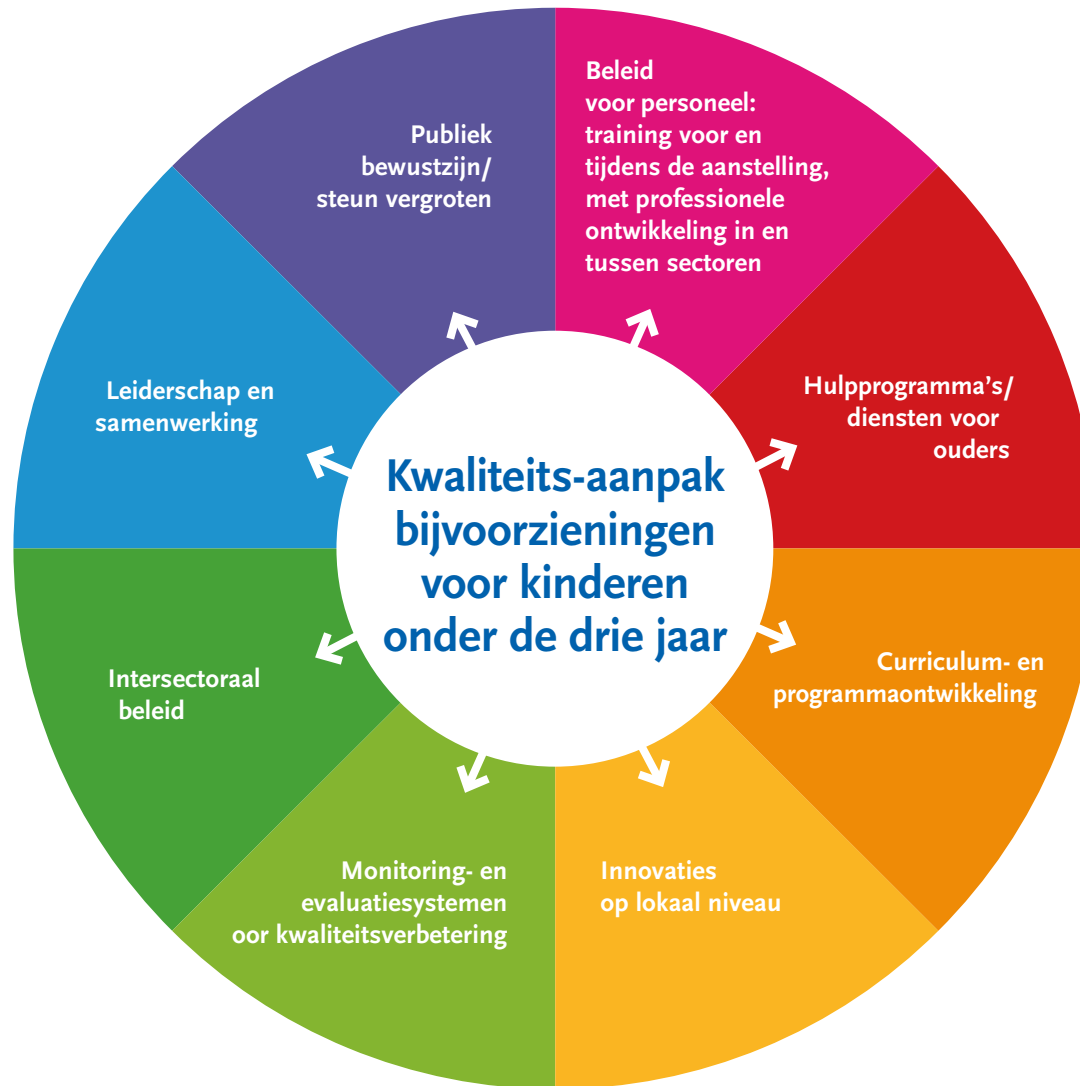 Kwaliteits-aanpak
bijvoorzieningen
voor kinderen
onder de drie jaar
Beleid
voor personeel:
training voor en
tijdens de aanstelling,
met professionele
ontwikkeling in en
tussen sectoren
Hulpprogramma's/
diensten voor
ouders
Curriculum- en
programmaontwikkeling
Innovaties
op lokaal niveau
Monitoring- en
evaluatiesystemen
oor kwaliteitsverbetering
Intersectoraal
beleid
Leiderschap en
samenwerking
Publiek
bewustzijn/
steun vergroten